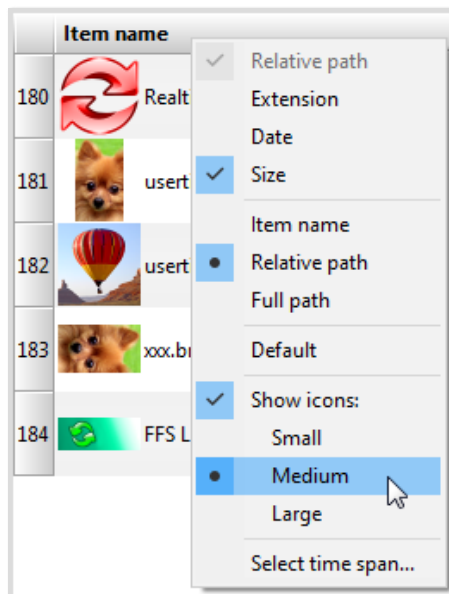 Item name
180 Realt
181 usert
182 usert
183 xxx.br
184 FFS L
Relative path
Extension
Date
Size
Item name
Relative path
Full path
Default
Show icons:
Small
Medium
Large
Select time span...